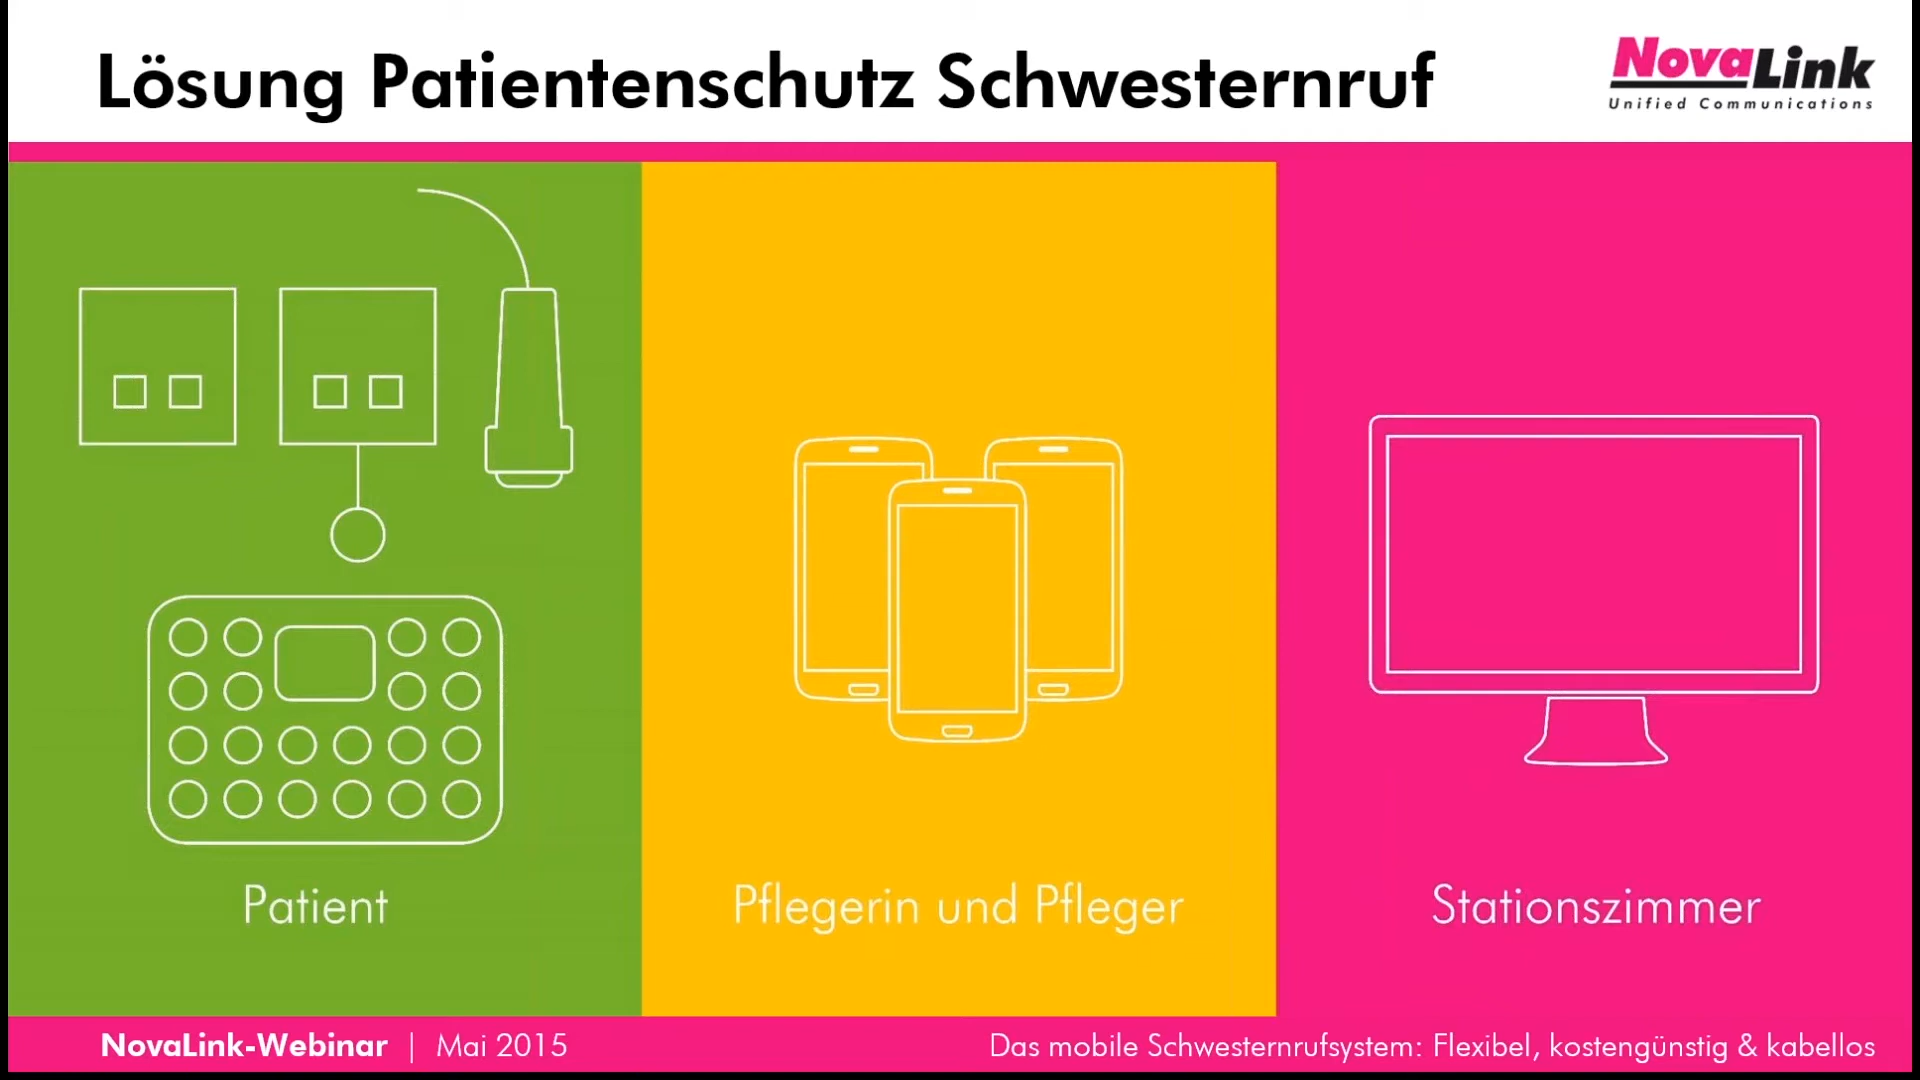 Lösung Patientenschutz Schwesternruf
NovaLink
Unified Communications
Patient
Pflegerin und Pfleger
Stationszimmer
NovaLink-Webinar | Mai 2015
Das mobile Schwesternrufsystem: Flexibel, kostengünstig & kabellos